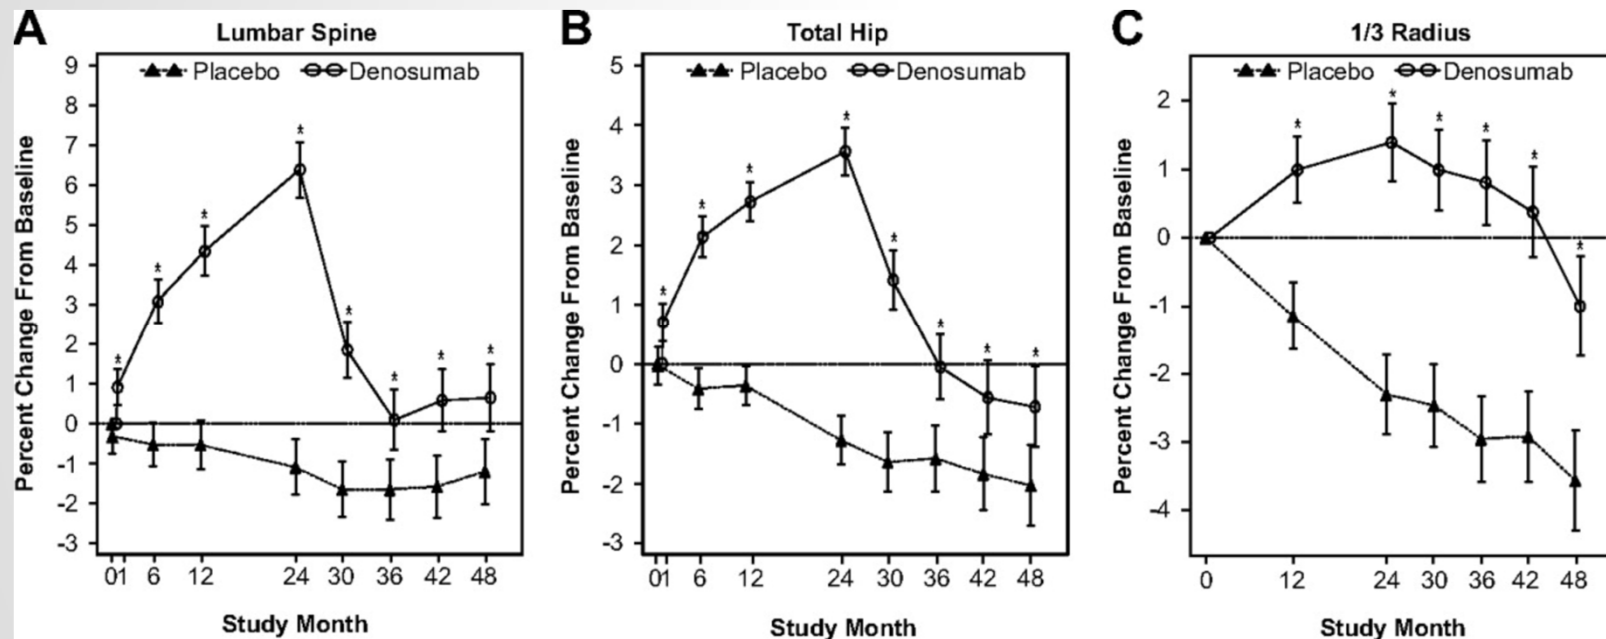 A
Lumbar Spine
Placebo Denosumab
Percent Change From Baseline
9
8
7
6
5
4
3
2
1
0
-1
-2
-3
* * * * * * * *
01 6 12 24 30 36 42 48
Study Month
B
Total Hip
Placebo Denosumab
Percent Change From Baseline
5
4
3
2
1
0
-1
-2
-3
* * * * * * * *
01 6 12 24 30 36 42 48
Study Month
C
1/3 Radius
Placebo Denosumab
Percent Change From Baseline
2
1
0
-1
-2
-3
-4
* * * * * *
0 12 24 30 36 42 48
Study Month